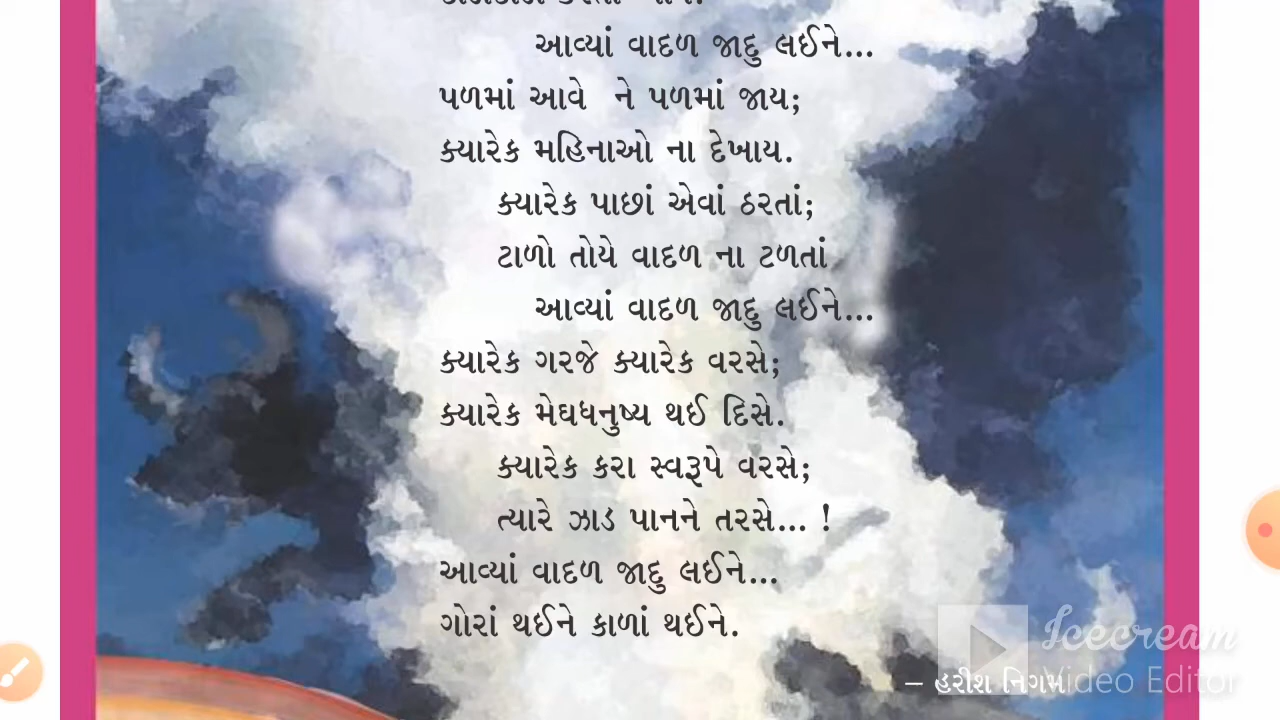 આવ્યાં વાદળ જાદુ લઈને...
પળમાં આવે ને પળમાં જાય;
ક્યારેક મહિનાઓ ના દેખાય.
ક્યારેક પાછાં એવાં ઠરતાં;
ટાળો તોયે વાદળ ના ટળતાં
આવ્યાં વાદળ જાદુ લઈને...
ક્યારેક ગરજે ક્યારેક વરસે;
ક્યારેક મેઘધનુષ્ય થઈ દિસે.
ક્યારેક કરા સ્વરૂપે વરસે;
ત્યારે ઝાડ પાનને તરસે... !
આવ્યાં વાદળ જાદુ લઈને...
ગોરાં થઈને કાળાં થઈને.
– હરીશ નિગમ
Icecream
Video Editor